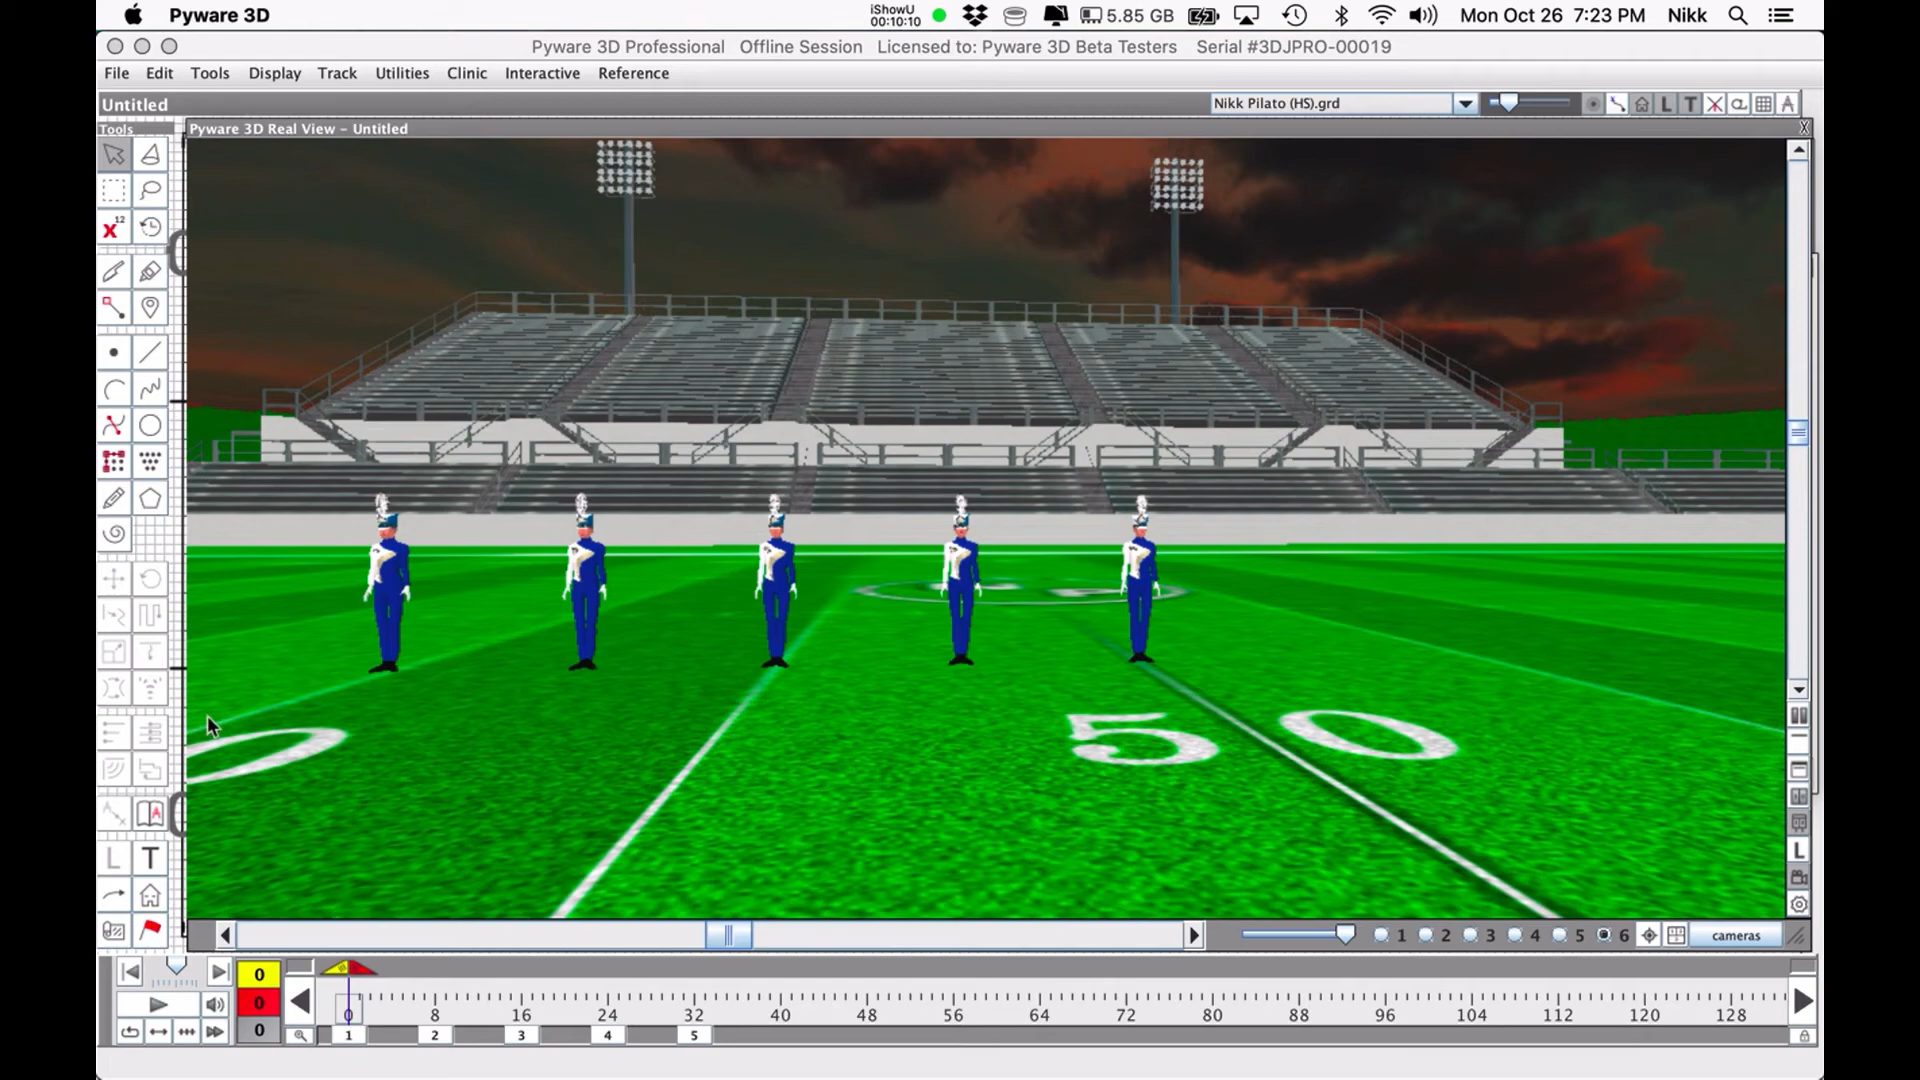 Pyware 3D
iShowU
00:10:10
5.85 GB
Mon Oct 26 7:23 PM
Nikk
Pyware 3D Professional Offline Session Licensed to: Pyware 3D Beta Testers Serial #3DJPRO-00019
File Edit Tools Display Track Utilities Clinic Interactive Reference
Untitled
Nikk Pilato (HS).grd
L T
Tools
Pyware 3D Real View – Untitled
X
x12
0
5 0
A
L T
L
1 2 3 4 5 6
cameras
0
0
0
0 8 16 24 32 40 48 56 64 72 80 88 96 104 112 120 128
1 2 3 4 5